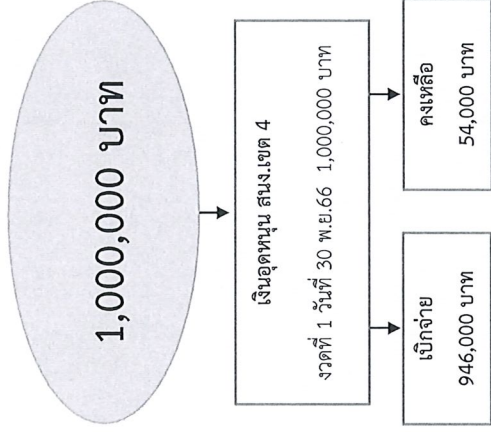 1,000,000 บาท
เงินอุดหนุน สนง.เขต 4
งวดที่ 1 วันที่ 30 พ.ย.66 1,000,000 บาท
เบิกจ่าย
946,000 บาท
คงเหลือ
54,000 บาท